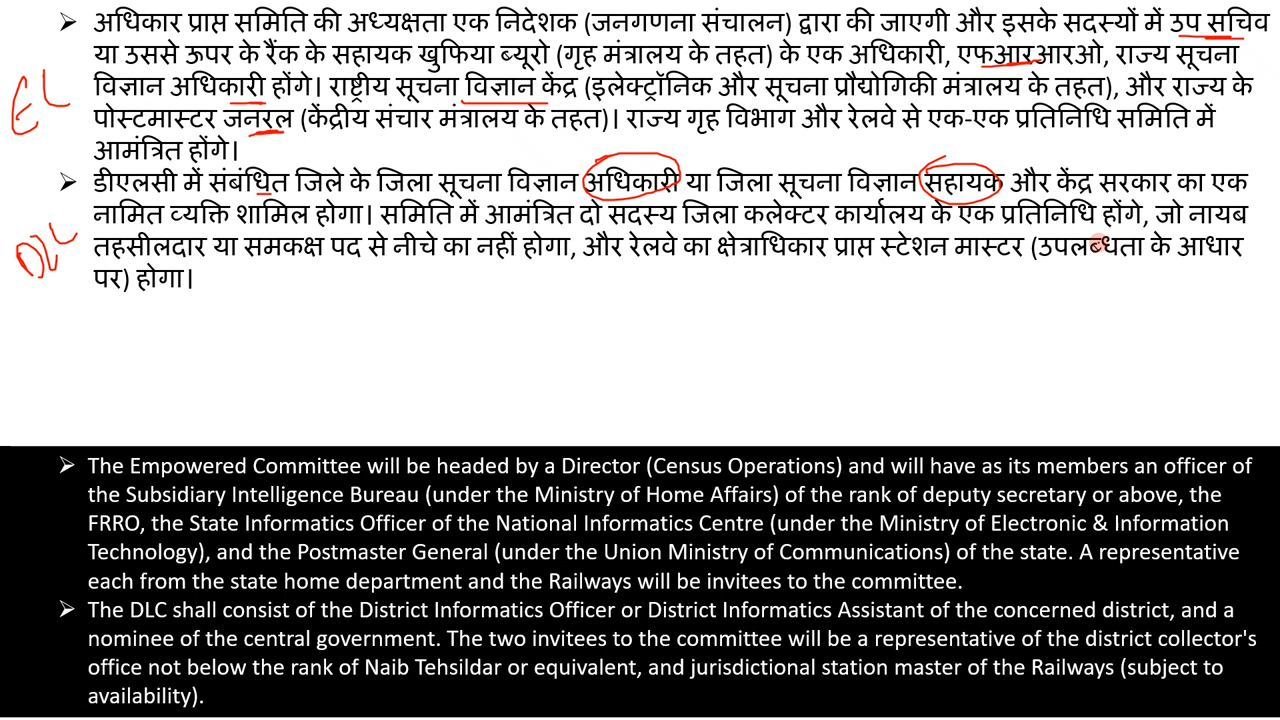 ➢ अधिकार प्राप्त समिति की अध्यक्षता एक निदेशक (जनगणना संचालन) द्वारा की जाएगी और इसके सदस्यों में उप सचिव
या उससे ऊपर के रैंक के सहायक खुफिया ब्यूरो (गृह मंत्रालय के तहत) के एक अधिकारी, एफआरआरओ, राज्य सूचना
विज्ञान अधिकारी होंगे। राष्ट्रीय सूचना विज्ञान केंद्र (इलेक्ट्रॉनिक और सूचना प्रौद्योगिकी मंत्रालय के तहत), और राज्य के
पोस्टमास्टर जनरल (केंद्रीय संचार मंत्रालय के तहत)। राज्य गृह विभाग और रेलवे से एक-एक प्रतिनिधि समिति में
आमंत्रित होंगे।
EL
➢ डीएलसी में संबंधित जिले के जिला सूचना विज्ञान अधिकारी या जिला सूचना विज्ञान सहायक और केंद्र सरकार का एक
नामित व्यक्ति शामिल होगा। समिति में आमंत्रित दो सदस्य जिला कलेक्टर कार्यालय के एक प्रतिनिधि होंगे, जो नायब
तहसीलदार या समकक्ष पद से नीचे का नहीं होगा, और रेलवे का क्षेत्राधिकार प्राप्त स्टेशन मास्टर (उपलब्धता के आधार
पर) होगा।
DLC
➢ The Empowered Committee will be headed by a Director (Census Operations) and will have as its members an officer of
the Subsidiary Intelligence Bureau (under the Ministry of Home Affairs) of the rank of deputy secretary or above, the
FRRO, the State Informatics Officer of the National Informatics Centre (under the Ministry of Electronic & Information
Technology), and the Postmaster General (under the Union Ministry of Communications) of the state. A representative
each from the state home department and the Railways will be invitees to the committee.
➢ The DLC shall consist of the District Informatics Officer or District Informatics Assistant of the concerned district, and a
nominee of the central government. The two invitees to the committee will be a representative of the district collector's
office not below the rank of Naib Tehsildar or equivalent, and jurisdictional station master of the Railways (subject to
availability).